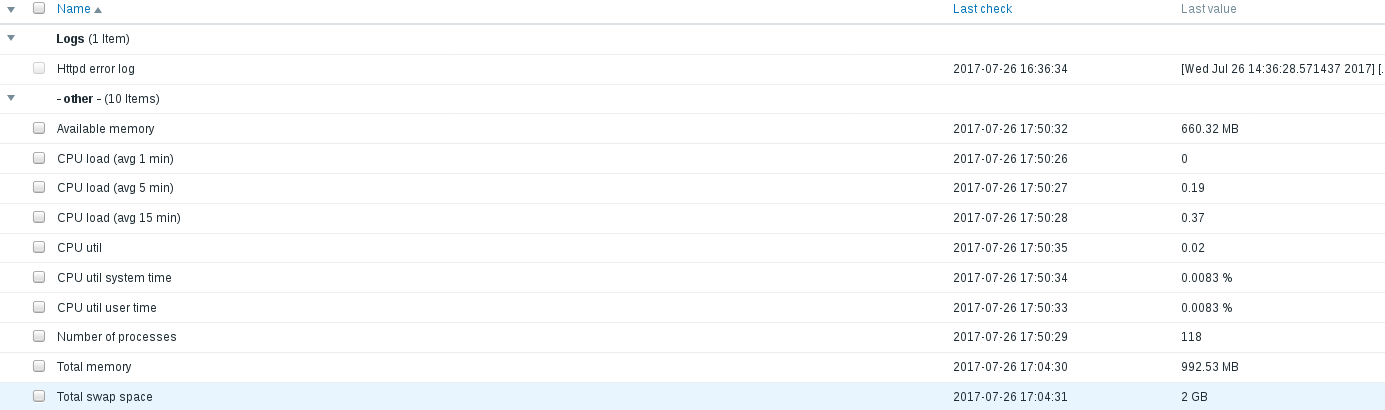 Name Last check Last value
Logs (1 Item)
Httpd error log 2017-07-26 16:36:34 [Wed Jul 26 14:36:28.571437 2017] [.
- other - (10 Items)
Available memory 2017-07-26 17:50:32 660.32 MB
CPU load (avg 1 min) 2017-07-26 17:50:26 0
CPU load (avg 5 min) 2017-07-26 17:50:27 0.19
CPU load (avg 15 min) 2017-07-26 17:50:28 0.37
CPU util 2017-07-26 17:50:35 0.02
CPU util system time 2017-07-26 17:50:34 0.0083 %
CPU util user time 2017-07-26 17:50:33 0.0083 %
Number of processes 2017-07-26 17:50:29 118
Total memory 2017-07-26 17:04:30 992.53 MB
Total swap space 2017-07-26 17:04:31 2 GB